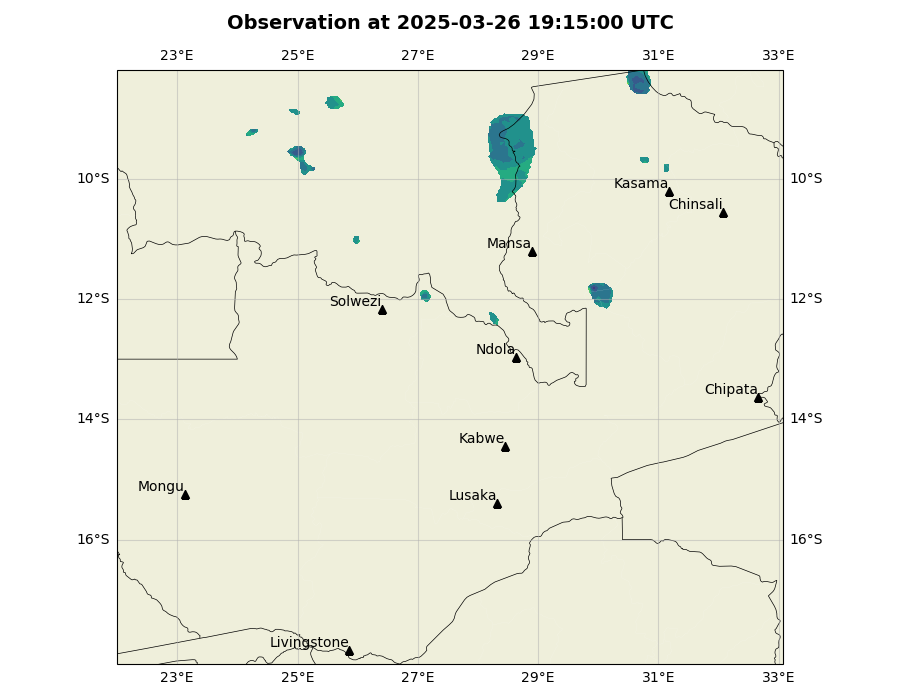 Observation at 2025-03-26 19:15:00 UTC
23°E 25°E 27°E 29°E 31°E 33°E
10°S 10°S
Kasama
Chinsali
Mansa
12°S 12°S
Solwezi
Ndola
Chipata
14°S 14°S
Kabwe
Mongu
Lusaka
16°S 16°S
Livingstone
23°E 25°E 27°E 29°E 31°E 33°E